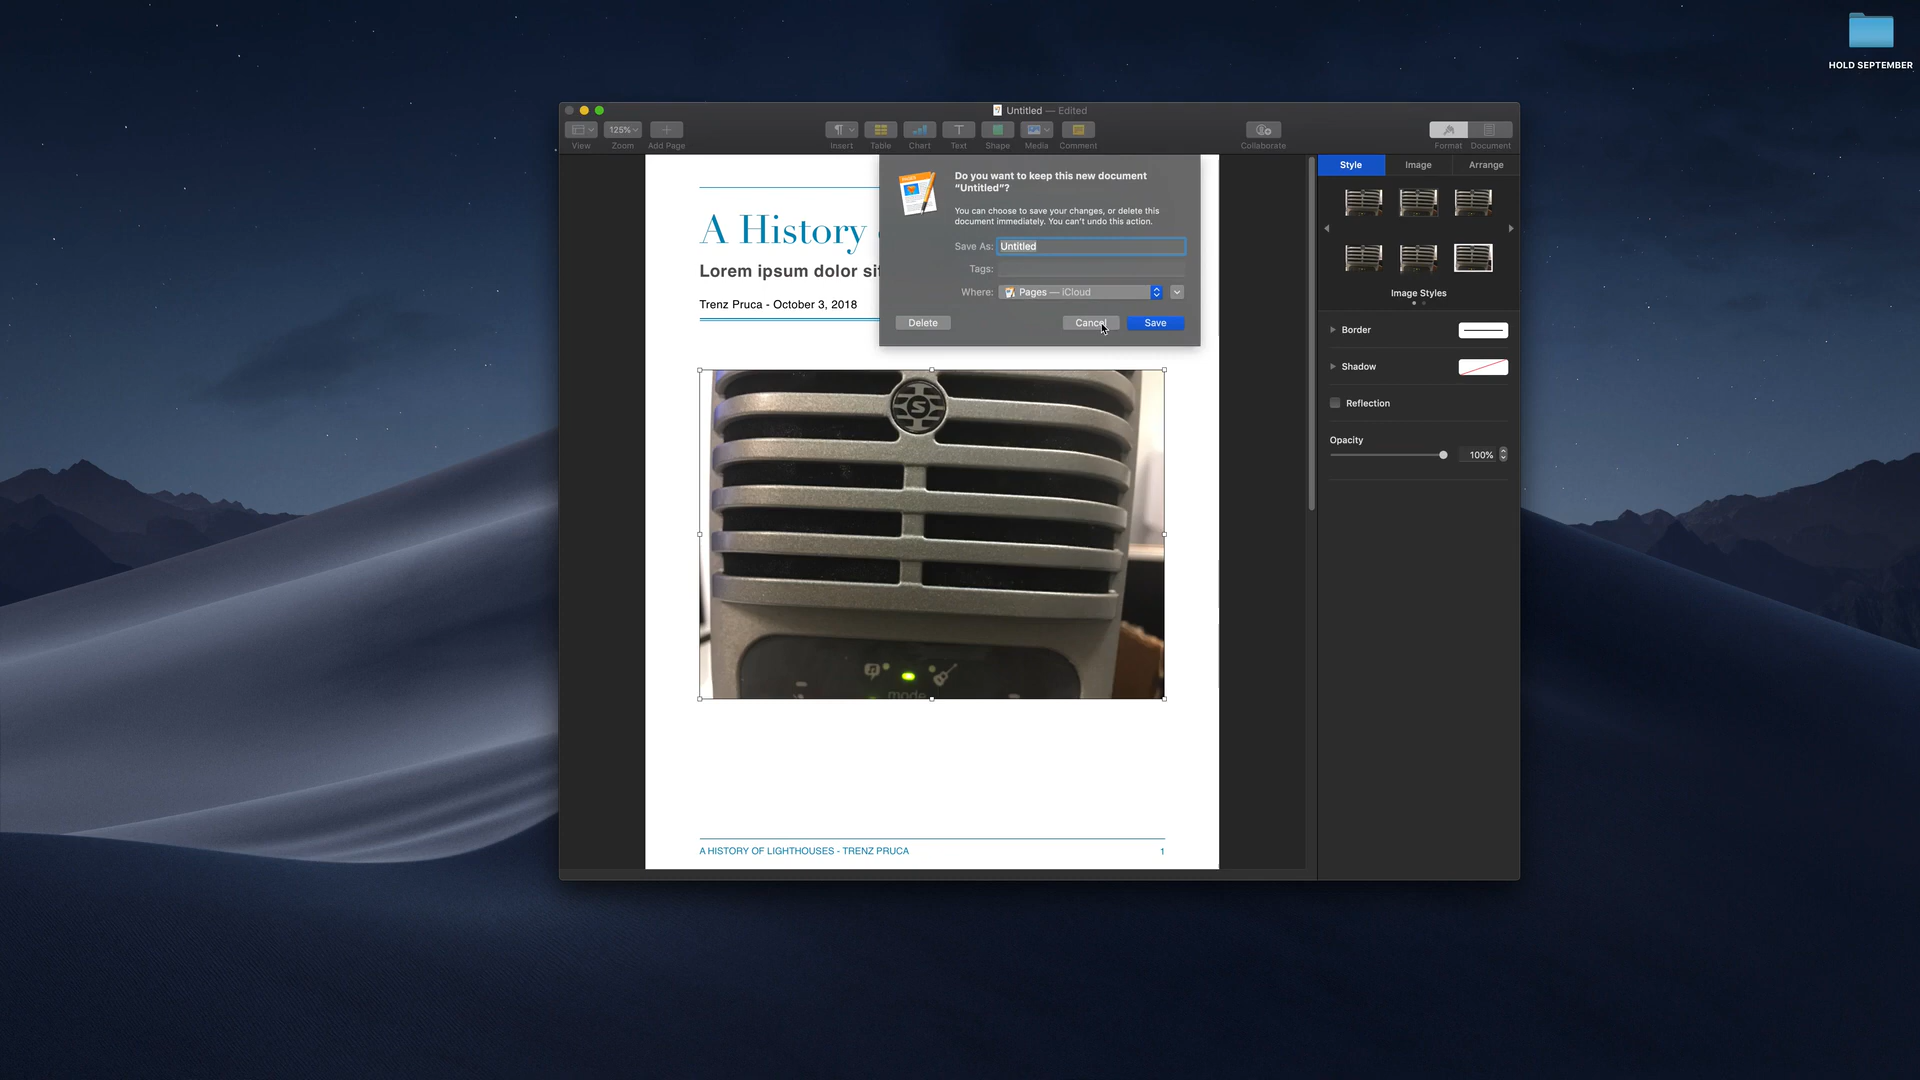 HOLD SEPTEMBER
Untitled — Edited
125%
View
Zoom
Add Page
Insert
Table
Chart
Text
Shape
Media
Comment
Collaborate
Format
Document
Style
Image
Arrange
Do you want to keep this new document
“Untitled”?
You can choose to save your changes, or delete this
document immediately. You can't undo this action.
Save As: Untitled
Tags:
Where: Pages — iCloud
Delete
Cancel
Save
A History
Lorem ipsum dolor sit
Trenz Pruca - October 3, 2018
Image Styles
Border
Shadow
Reflection
Opacity
100%
S
mode
A HISTORY OF LIGHTHOUSES - TRENZ PRUCA
1